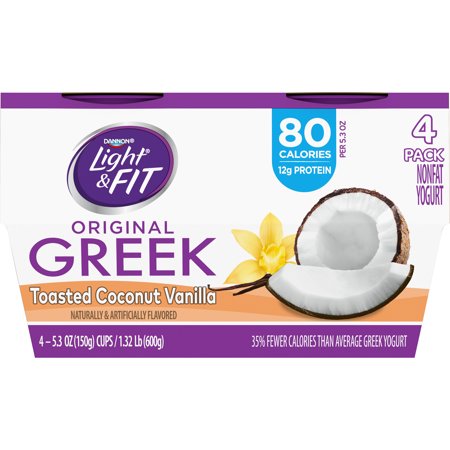 DANNON®
Light®
& FIT
ORIGINAL
GREEK
Toasted Coconut Vanilla
NATURALLY & ARTIFICIALLY FLAVORED
4 – 5.3 OZ (150g) CUPS / 1.32 Lb (600g)
80
CALORIES
12g PROTEIN
PER 5.3 OZ
4
PACK
NONFAT
YOGURT
35% FEWER CALORIES THAN AVERAGE GREEK YOGURT